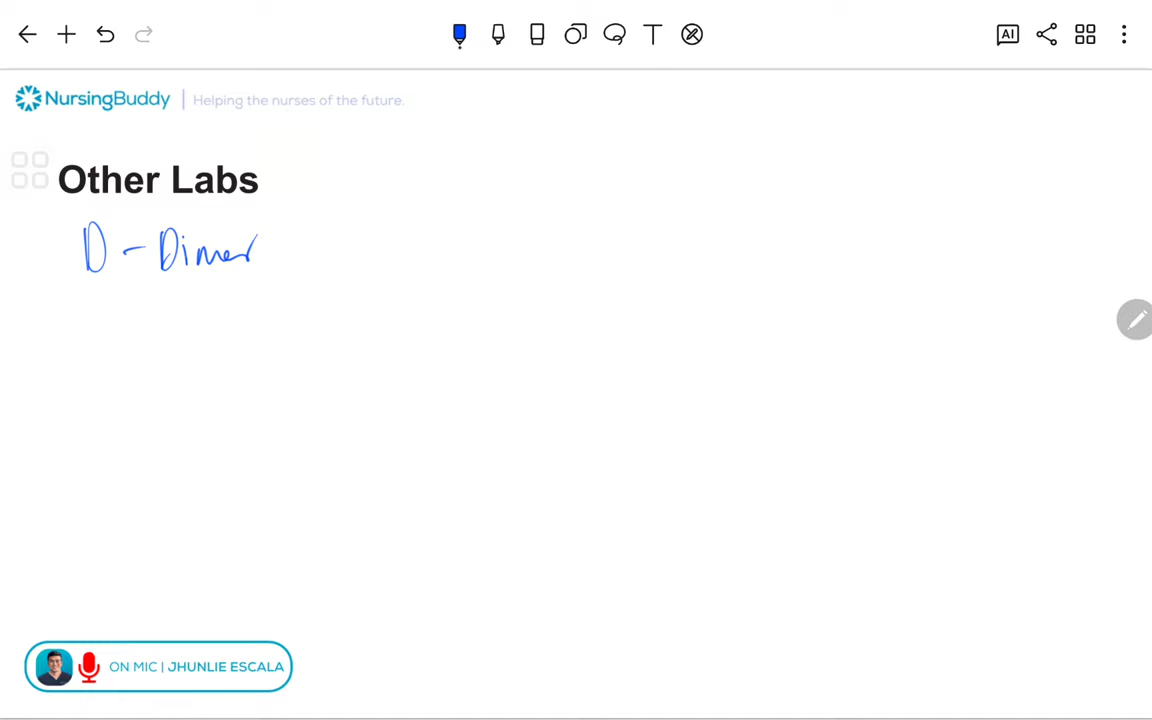 AI
NursingBuddy | Helping the nurses of the future.
Other Labs
D - Dimer
ON MIC | JHUNLIE ESCALA